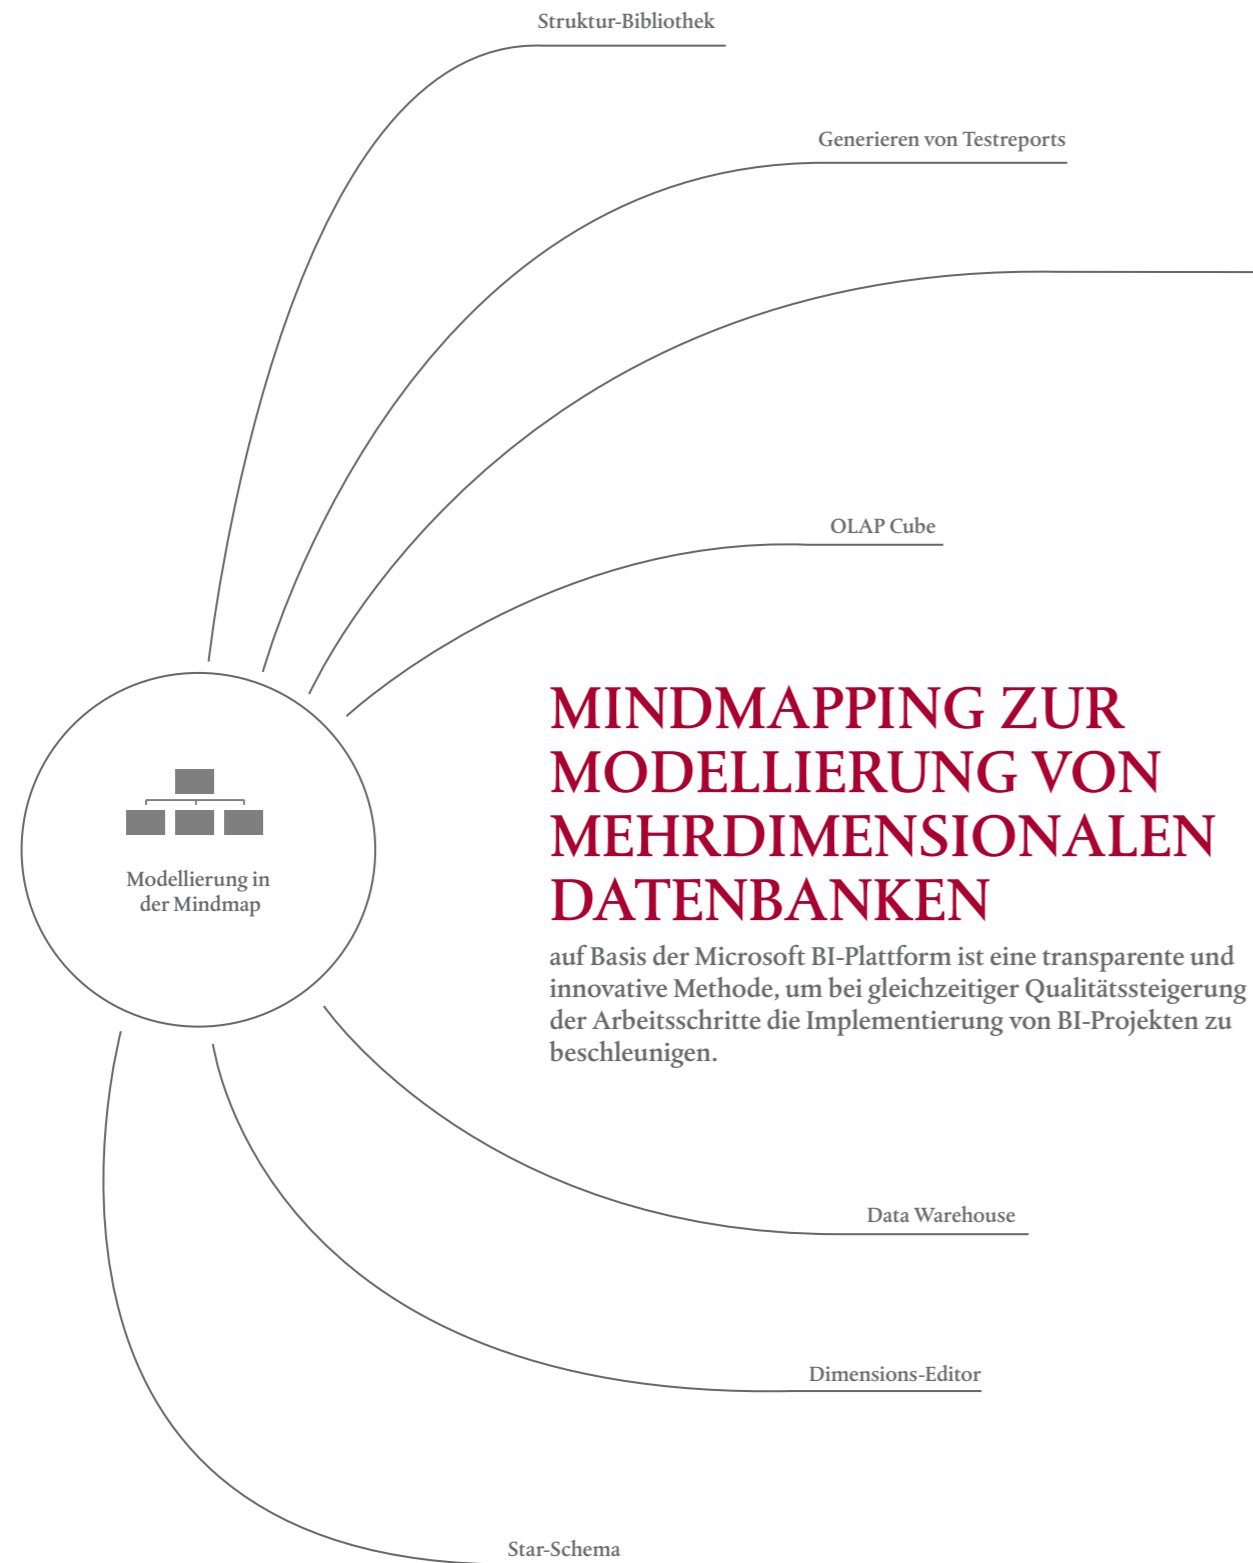 Struktur-Bibliothek
Generieren von Testreports
OLAP Cube
MINDMAPPING ZUR
MODELLIERUNG VON
MEHRDIMENSIONALEN
DATENBANKEN
auf Basis der Microsoft BI-Plattform ist eine transparente und
innovative Methode, um bei gleichzeitiger Qualitätssteigerung
der Arbeitsschritte die Implementierung von BI-Projekten zu
beschleunigen.
Modellierung in
der Mindmap
Data Warehouse
Dimensions-Editor
Star-Schema